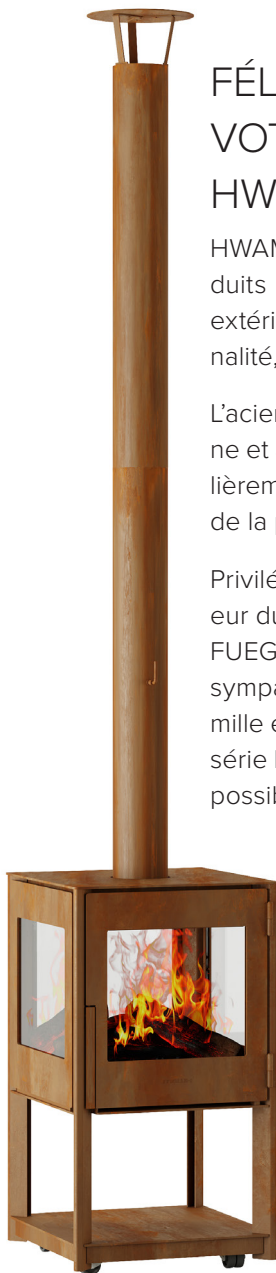 FÉL
VOT
HW
HWAM
duits
extéri
nalité,
L'acier
ne et
lièrem
de la
Privilé
eur du
FUEG
sympa
mille e
série
possib